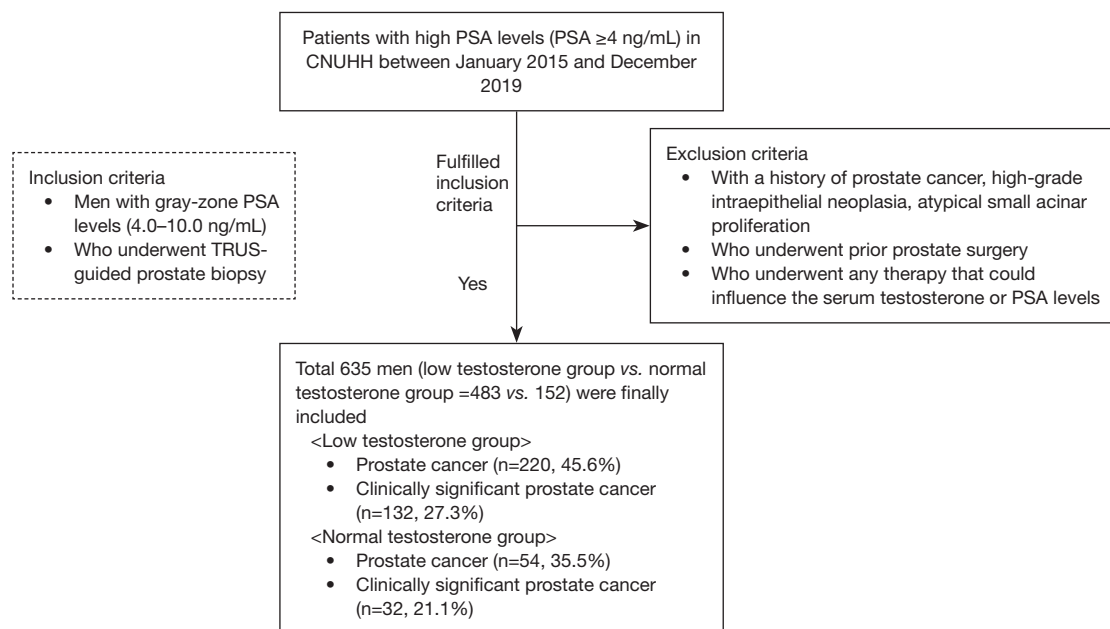 Patients with high PSA levels (PSA ≥4 ng/mL) in
CNUHH between January 2015 and December
2019
Inclusion criteria
• Men with gray-zone PSA
levels (4.0–10.0 ng/mL)
• Who underwent TRUS-
guided prostate biopsy
Fulfilled
inclusion
criteria
Yes
Exclusion criteria
• With a history of prostate cancer, high-grade
intraepithelial neoplasia, atypical small acinar
proliferation
• Who underwent prior prostate surgery
• Who underwent any therapy that could
influence the serum testosterone or PSA levels
Total 635 men (low testosterone group vs. normal
testosterone group =483 vs. 152) were finally
included
<Low testosterone group>
• Prostate cancer (n=220, 45.6%)
• Clinically significant prostate cancer
(n=132, 27.3%)
<Normal testosterone group>
• Prostate cancer (n=54, 35.5%)
• Clinically significant prostate cancer
(n=32, 21.1%)